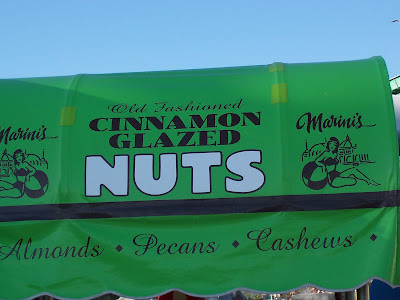 Marini's
Old Fashioned
CINNAMON
GLAZED
NUTS
Marini's
Almonds ♦ Pecans ♦ Cashews ♦